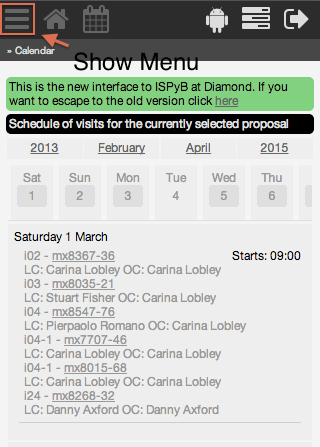 » Calendar
Show Menu
This is the new interface to ISPyB at Diamond. If you
want to escape to the old version click here
Schedule of visits for the currently selected proposal
2013 February April 2015
Sat Sun Mon Tue Wed Thu
1 2 3 4 5 6
Saturday 1 March
i02 - mx8367-36 Starts: 09:00
LC: Carina Lobley OC: Carina Lobley
i03 - mx8035-21
LC: Stuart Fisher OC: Carina Lobley
i04 - mx8547-76
LC: Pierpaolo Romano OC: Carina Lobley
i04-1 - mx7707-46
LC: Carina Lobley OC: Carina Lobley
i04-1 - mx8015-68
LC: Carina Lobley OC: Carina Lobley
i24 - mx8268-32
LC: Danny Axford OC: Danny Axford